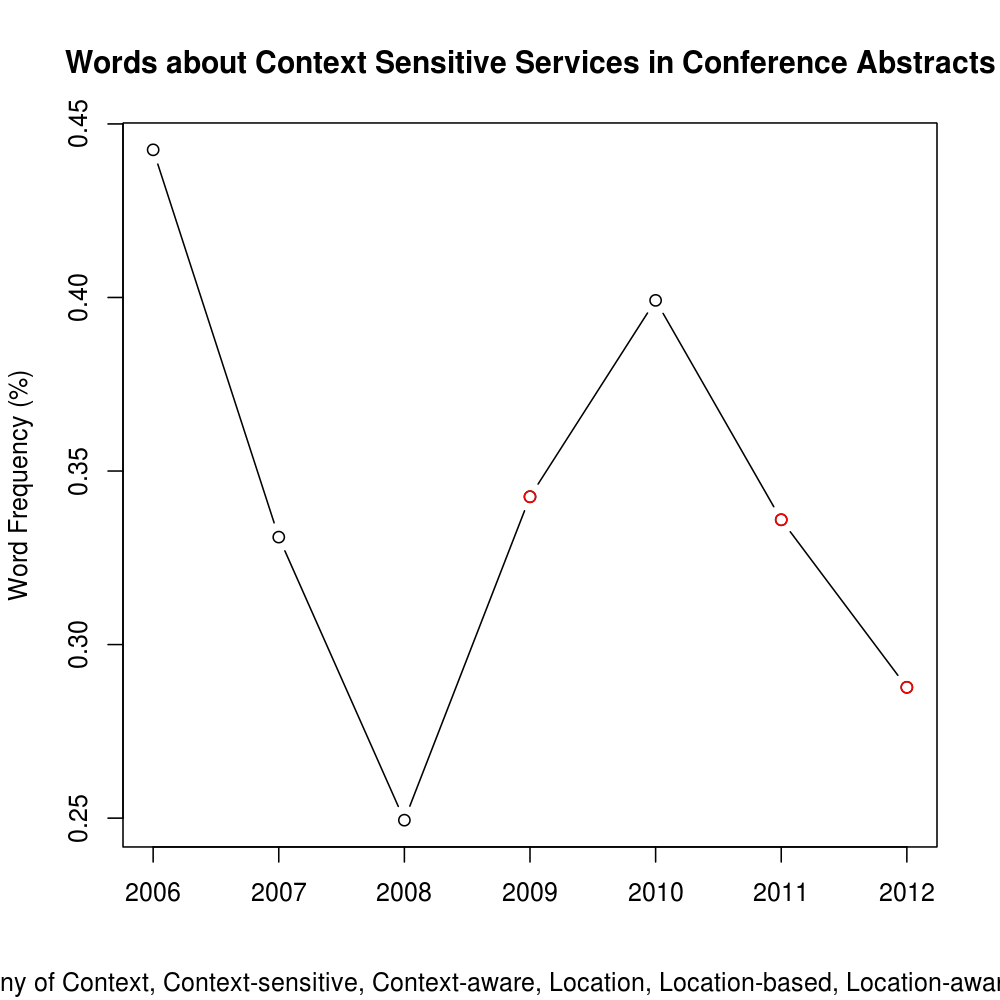 Words about Context Sensitive Services in Conference Abstracts
Word Frequency (%)
0.45
0.40
0.35
0.30
0.25
2006 2007 2008 2009 2010 2011 2012
of Context, Context-sensitive, Context-aware, Location, Location-based,